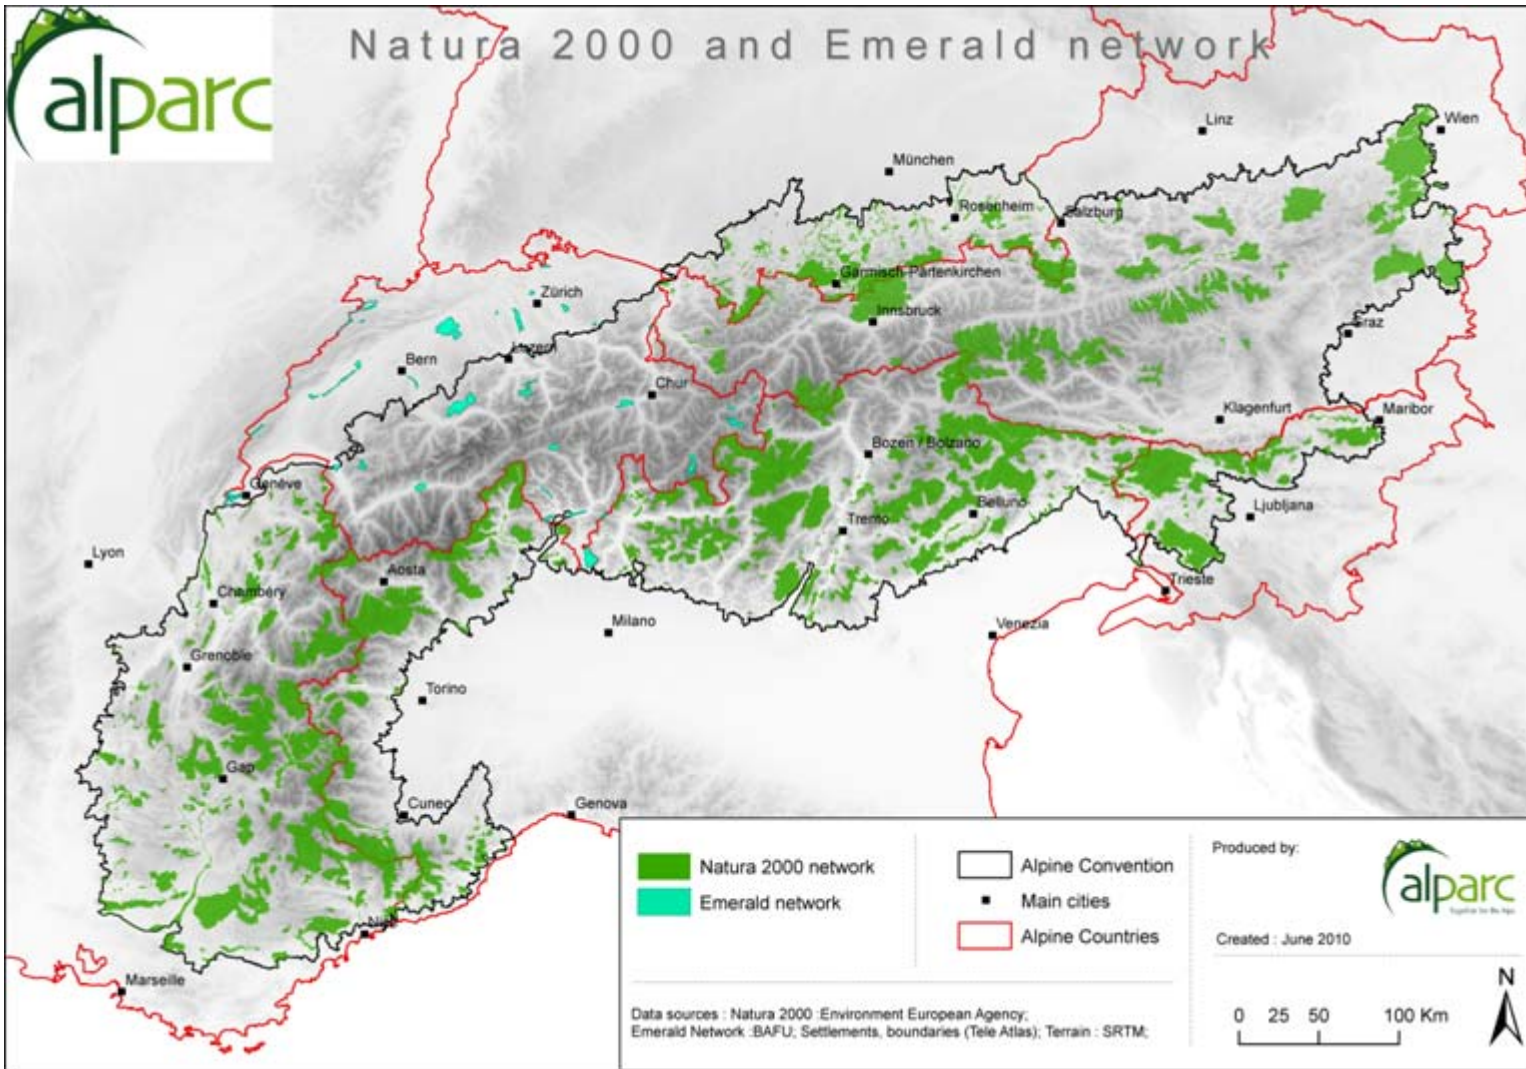 alparc
Natura 2000 and Emerald network
Linz
Wien
München
Rosenheim
Salzburg
Garmisch-Partenkirchen
Zürich
Innsbruck
Graz
Luzern
Bern
Chur
Klagenfurt
Maribor
Bozen / Bolzano
Genève
Belluno
Ljubljana
Trento
Lyon
Aosta
Trieste
Chambéry
Milano
Venezia
Grenoble
Torino
Gap
Cuneo
Genova
Nice
Marseille
Natura 2000 network
Emerald network
Alpine Convention
Main cities
Alpine Countries
Produced by:
alparc
Together for the Alps
Created : June 2010
N
0 25 50 100 Km
Data sources : Natura 2000 :Environment European Agency;
Emerald Network :BAFU; Settlements, boundaries (Tele Atlas); Terrain : SRTM;